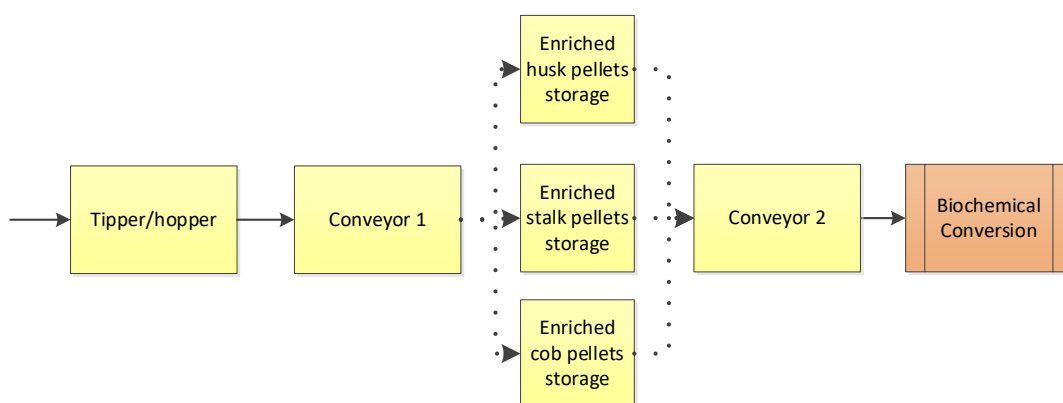 Tipper/hopper
Conveyor 1
Enriched
husk pellets
storage
Enriched
stalk pellets
storage
Enriched
cob pellets
storage
Conveyor 2
Biochemical
Conversion